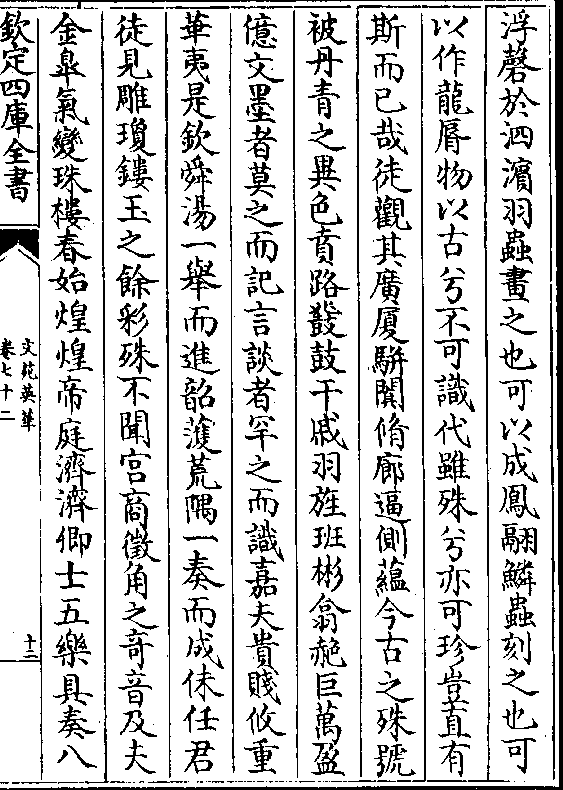 浮磬於泗濱羽蟲畫之也可以成鳳翮鱗蟲刻之也可
以作龍脣物以古兮不可識代雖殊兮亦可珍豈直有
斯而已哉徒觀其廣厦駢闐脩廊逼側蘊今古之殊號
被丹青之異色賁路鼗鼓干戚羽旌班彬翕赩巨萬盈
億文墨者莫之而記言談者罕之而識嘉夫貴賤攸重
華夷是欽舜湯一舉而進韶濩荒隅一奏而成佅任君
徒見雕瓊鏤玉之餘彩殊不聞宫商徵角之竒音及夫
金皐氣變珠樓春始煌煌帝庭濟濟卿士五樂具奏八
欽定四庫全書
文苑英華
卷七十二
十三